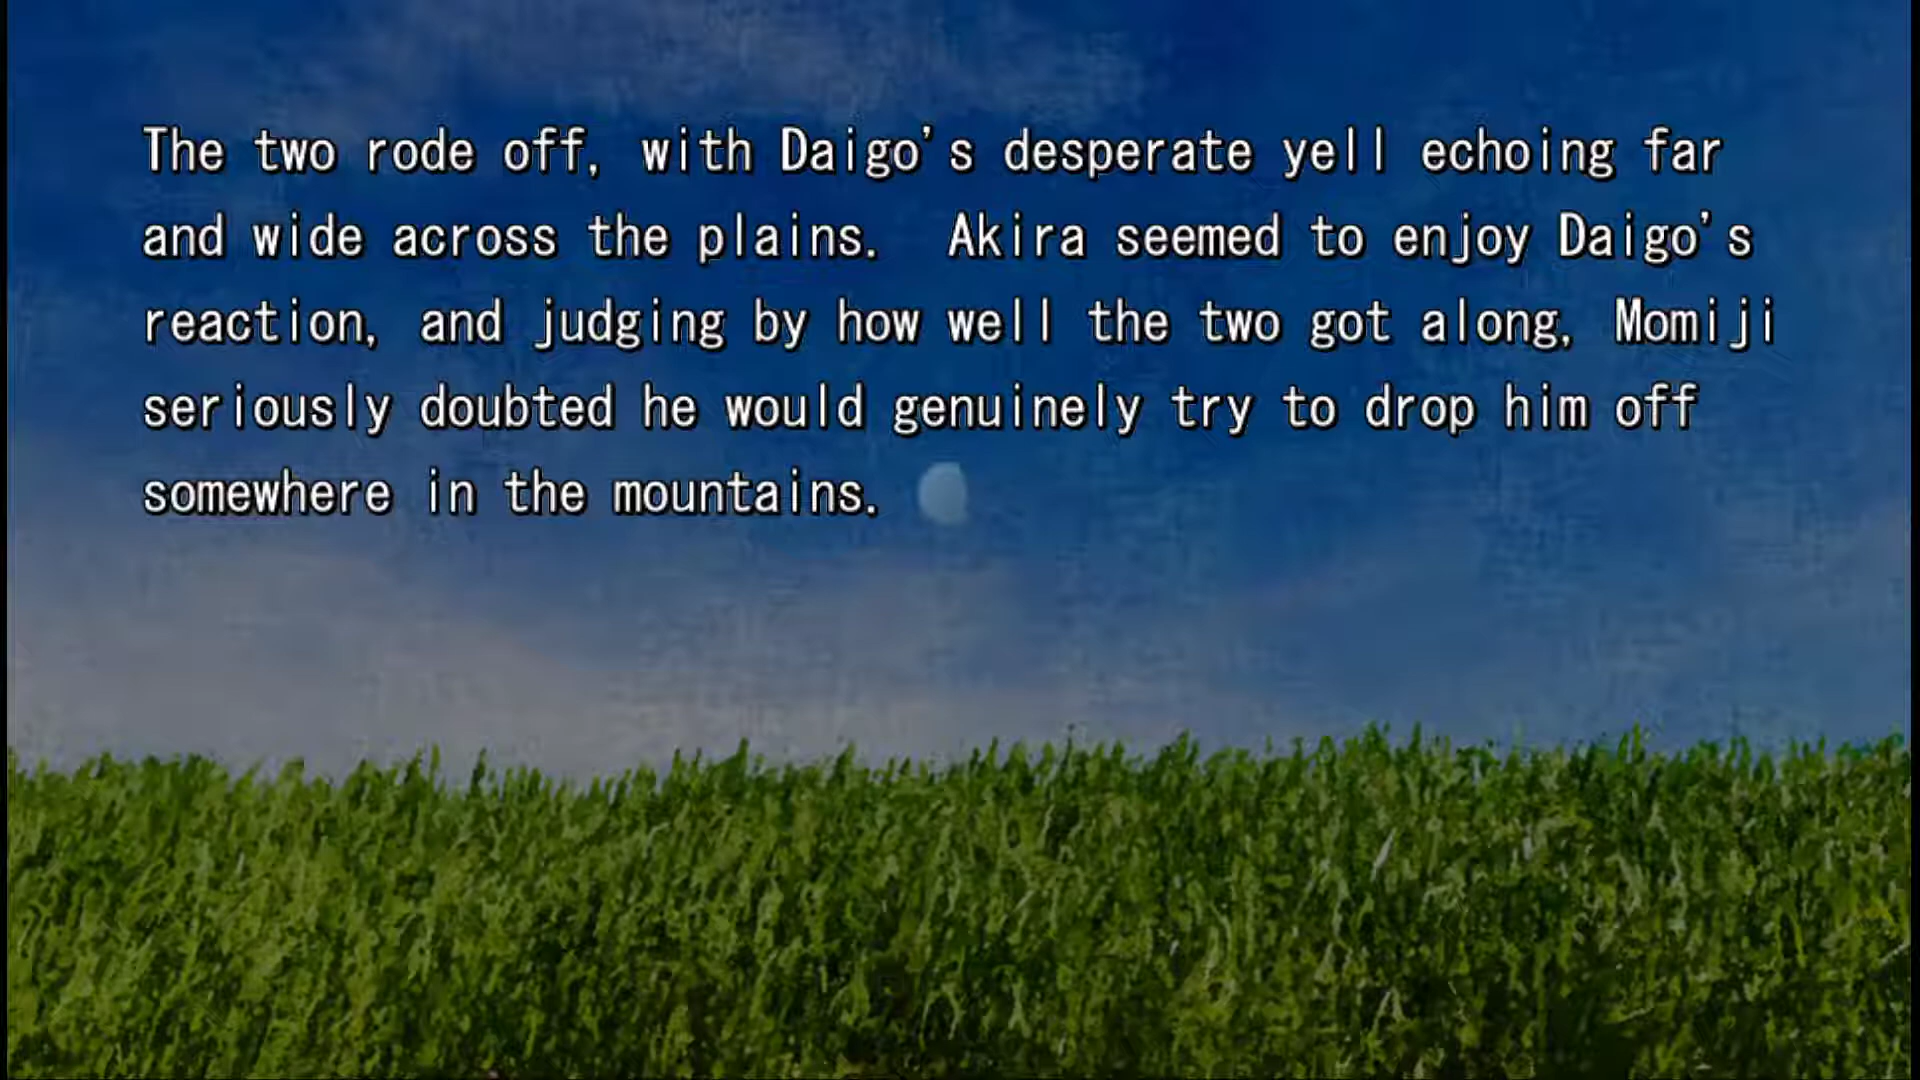 The two rode off, with Daigo's desperate yell echoing far
and wide across the plains.  Akira seemed to enjoy Daigo's
reaction, and judging by how well the two got along, Momiji
seriously doubted he would genuinely try to drop him off
somewhere in the mountains.